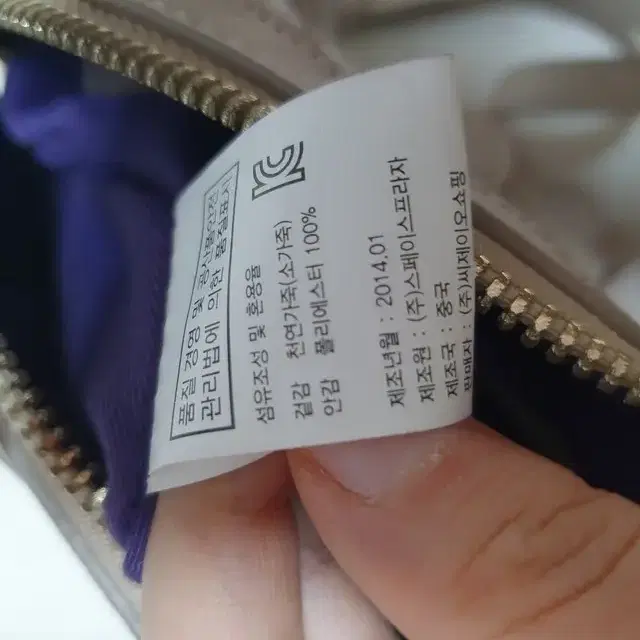 품질 경영 및 공산품안전
관리법에 의한 품질표시
섬유조성 및 혼용율
겉감 천연가죽(소가죽)
안감 폴리에스터 100%
제조년월 : 2014.01
제조원 : (주)스페이스프라자
제조국 : 중국
판매자 : (주)씨제이오쇼핑